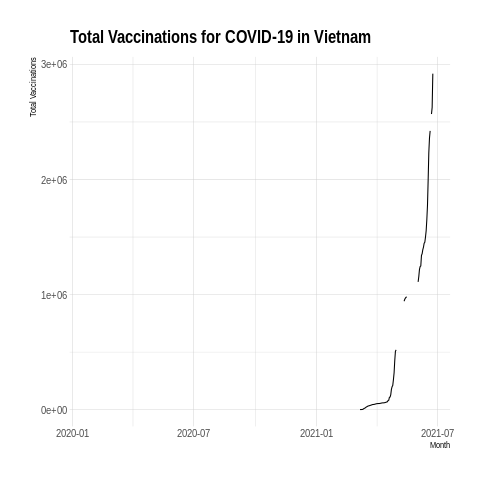 Total Vaccinations for COVID-19 in Vietnam
Total Vaccinations
3e+06
2e+06
1e+06
0e+00
2020-01 2020-07 2021-01 2021-07
Month